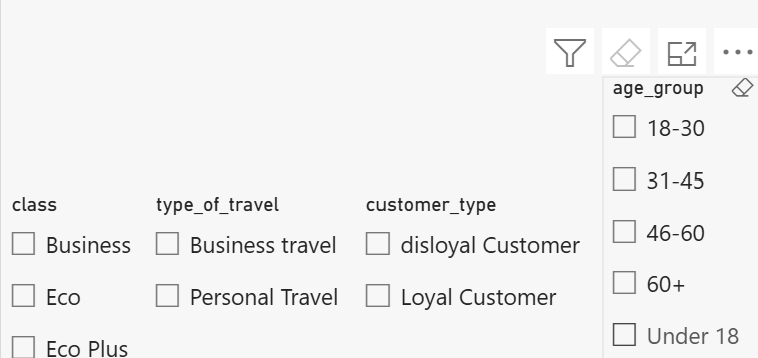 age_group
18-30
31-45
46-60
60+
Under 18
class
Business
Eco
Eco Plus
type_of_travel
Business travel
Personal Travel
customer_type
disloyal Customer
Loyal Customer